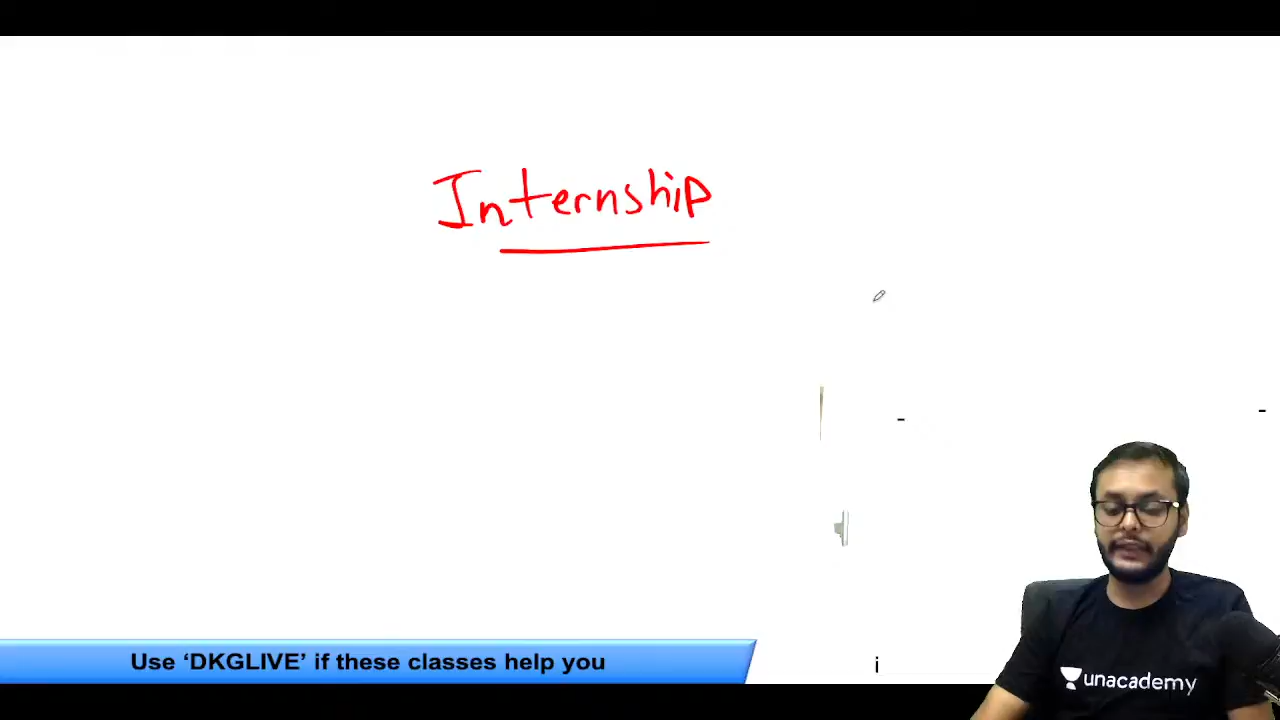 Internship
-
-
Use ‘DKGLIVE’ if these classes help you
i
unacademy